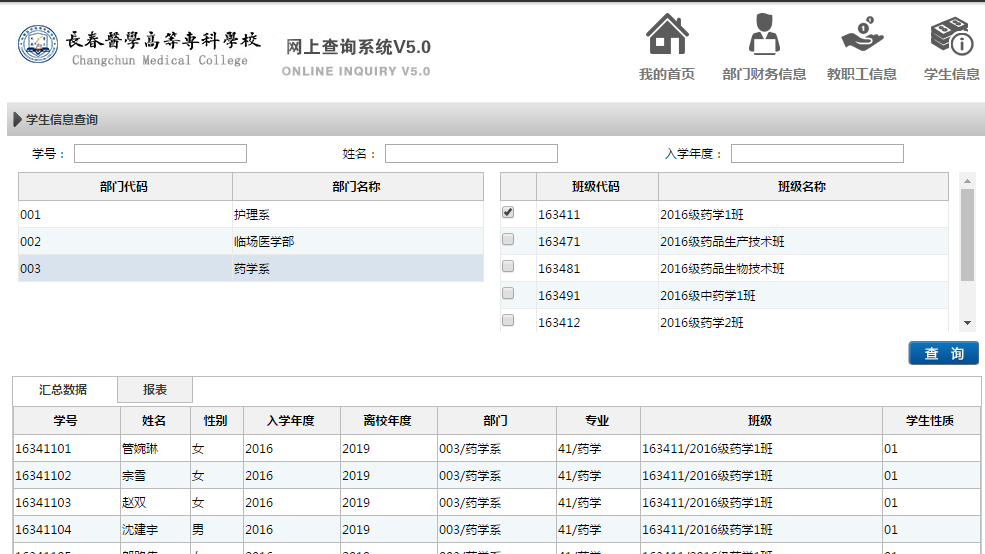 長春醫學高等專科學校
Changchun Medical College
网上查询系统V5.0
ONLINE INQUIRY V5.0
我的首页 部门财务信息 教职工信息 学生信息
学生信息查询
学号： 姓名： 入学年度：
部门代码 部门名称
001 护理系
002 临场医学部
003 药学系
班级代码 班级名称
163411 2016级药学1班
163471 2016级药品生产技术班
163481 2016级药品生物技术班
163491 2016级中药学1班
163412 2016级药学2班
查 询
汇总数据 报表
学号 姓名 性别 入学年度 离校年度 部门 专业 班级 学生性质
16341101 管婉琳 女 2016 2019 003/药学系 41/药学 163411/2016级药学1班 01
16341102 宗雪 女 2016 2019 003/药学系 41/药学 163411/2016级药学1班 01
16341103 赵双 女 2016 2019 003/药学系 41/药学 163411/2016级药学1班 01
16341104 沈建宇 男 2016 2019 003/药学系 41/药学 163411/2016级药学1班 01